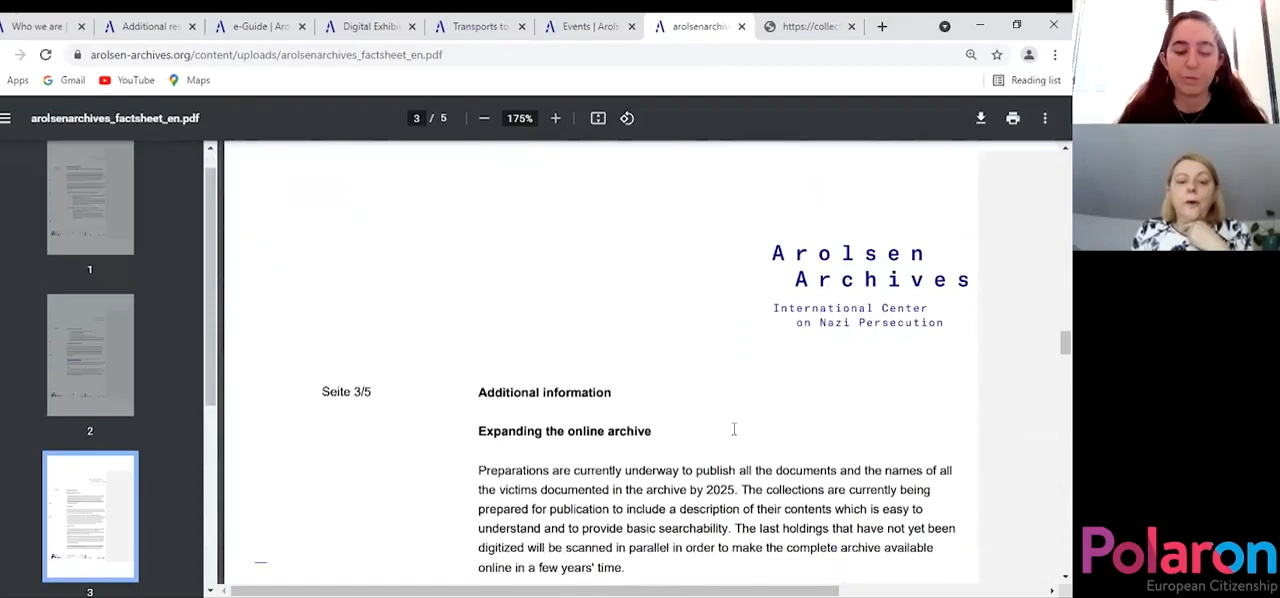 Who we are |
Additional re
e-Guide | Aro
Digital Exhib
Transports to
Events | Arols
arolsenarchiv
https://collec
arolsen-archives.org/content/uploads/arolsenarchives_factsheet_en.pdf
Apps
Gmail
YouTube
Maps
Reading list
arolsenarchives_factsheet_en.pdf
3 / 5
175%
1
2
3
Arolsen
Archives
International Center
on Nazi Persecution
Seite 3/5
Additional information
Expanding the online archive
Preparations are currently underway to publish all the documents and the names of all
the victims documented in the archive by 2025. The collections are currently being
prepared for publication to include a description of their contents which is easy to
understand and to provide basic searchability. The last holdings that have not yet been
digitized will be scanned in parallel in order to make the complete archive available
online in a few years' time.
Polaron
European Citizenship